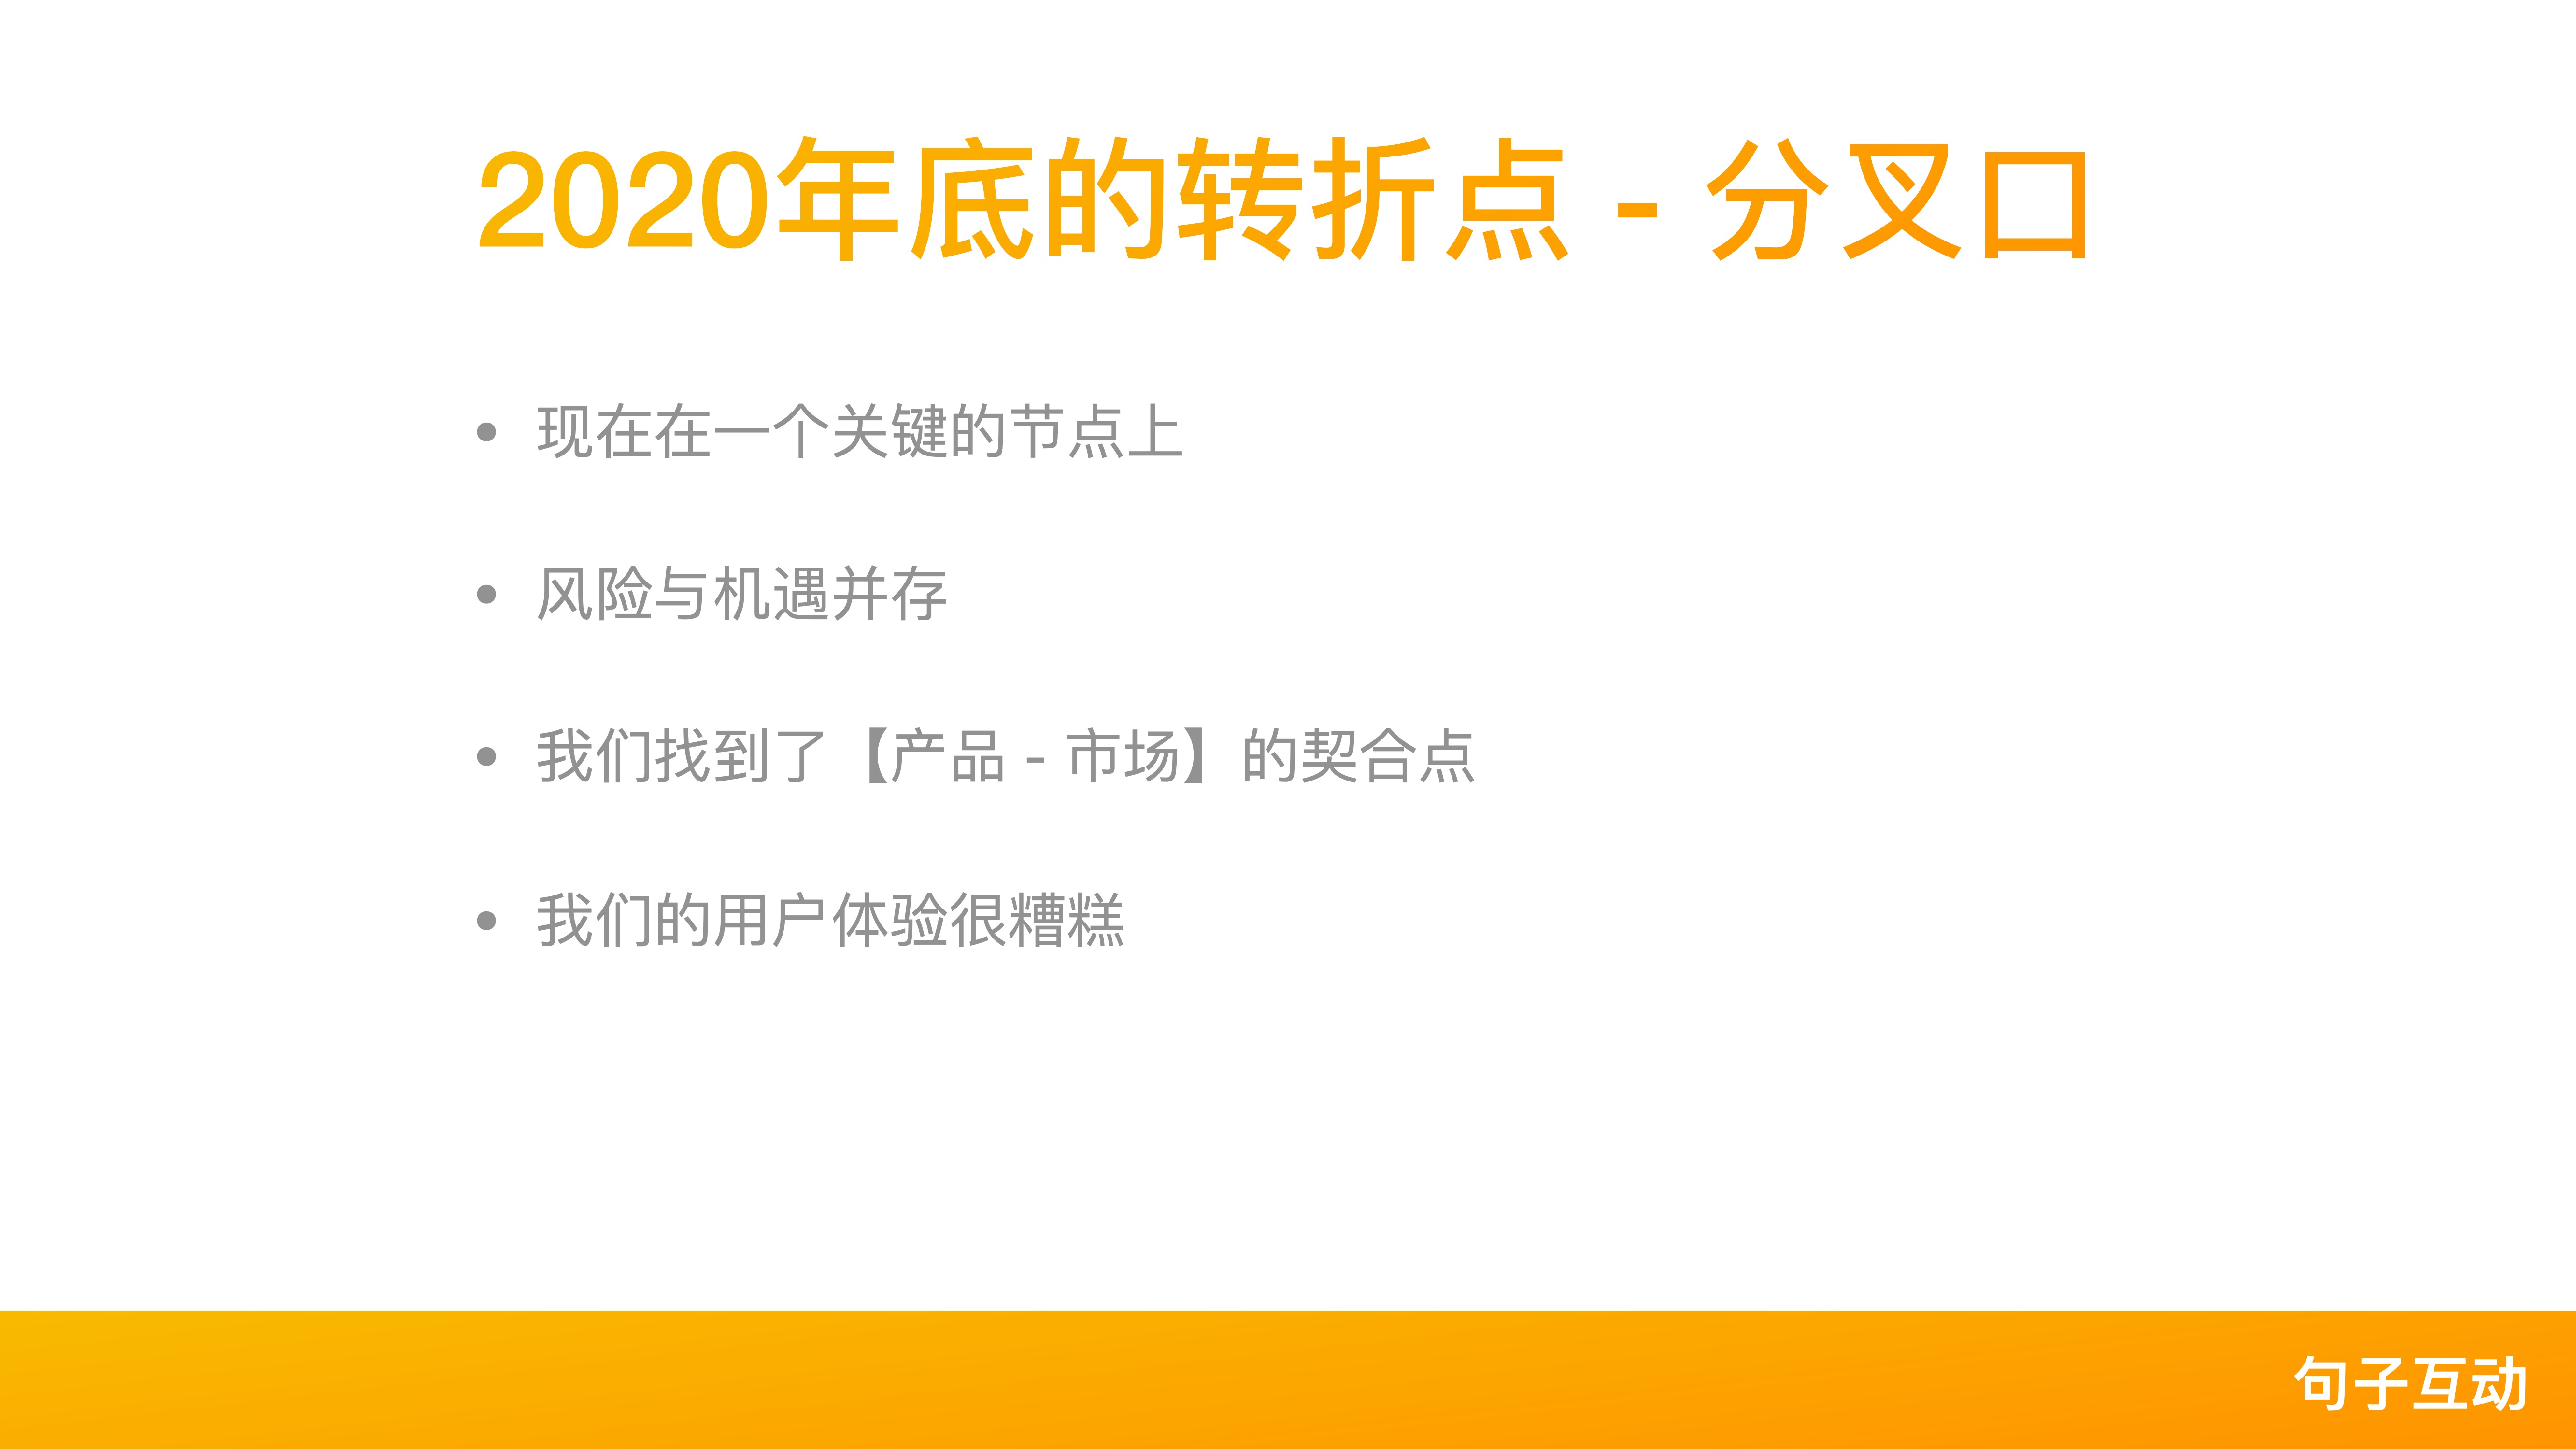 2020年底的转折点 - 分叉口
• 现在在一个关键的节点上
• 风险与机遇并存
• 我们找到了【产品 - 市场】的契合点
• 我们的用户体验很糟糕
句子互动